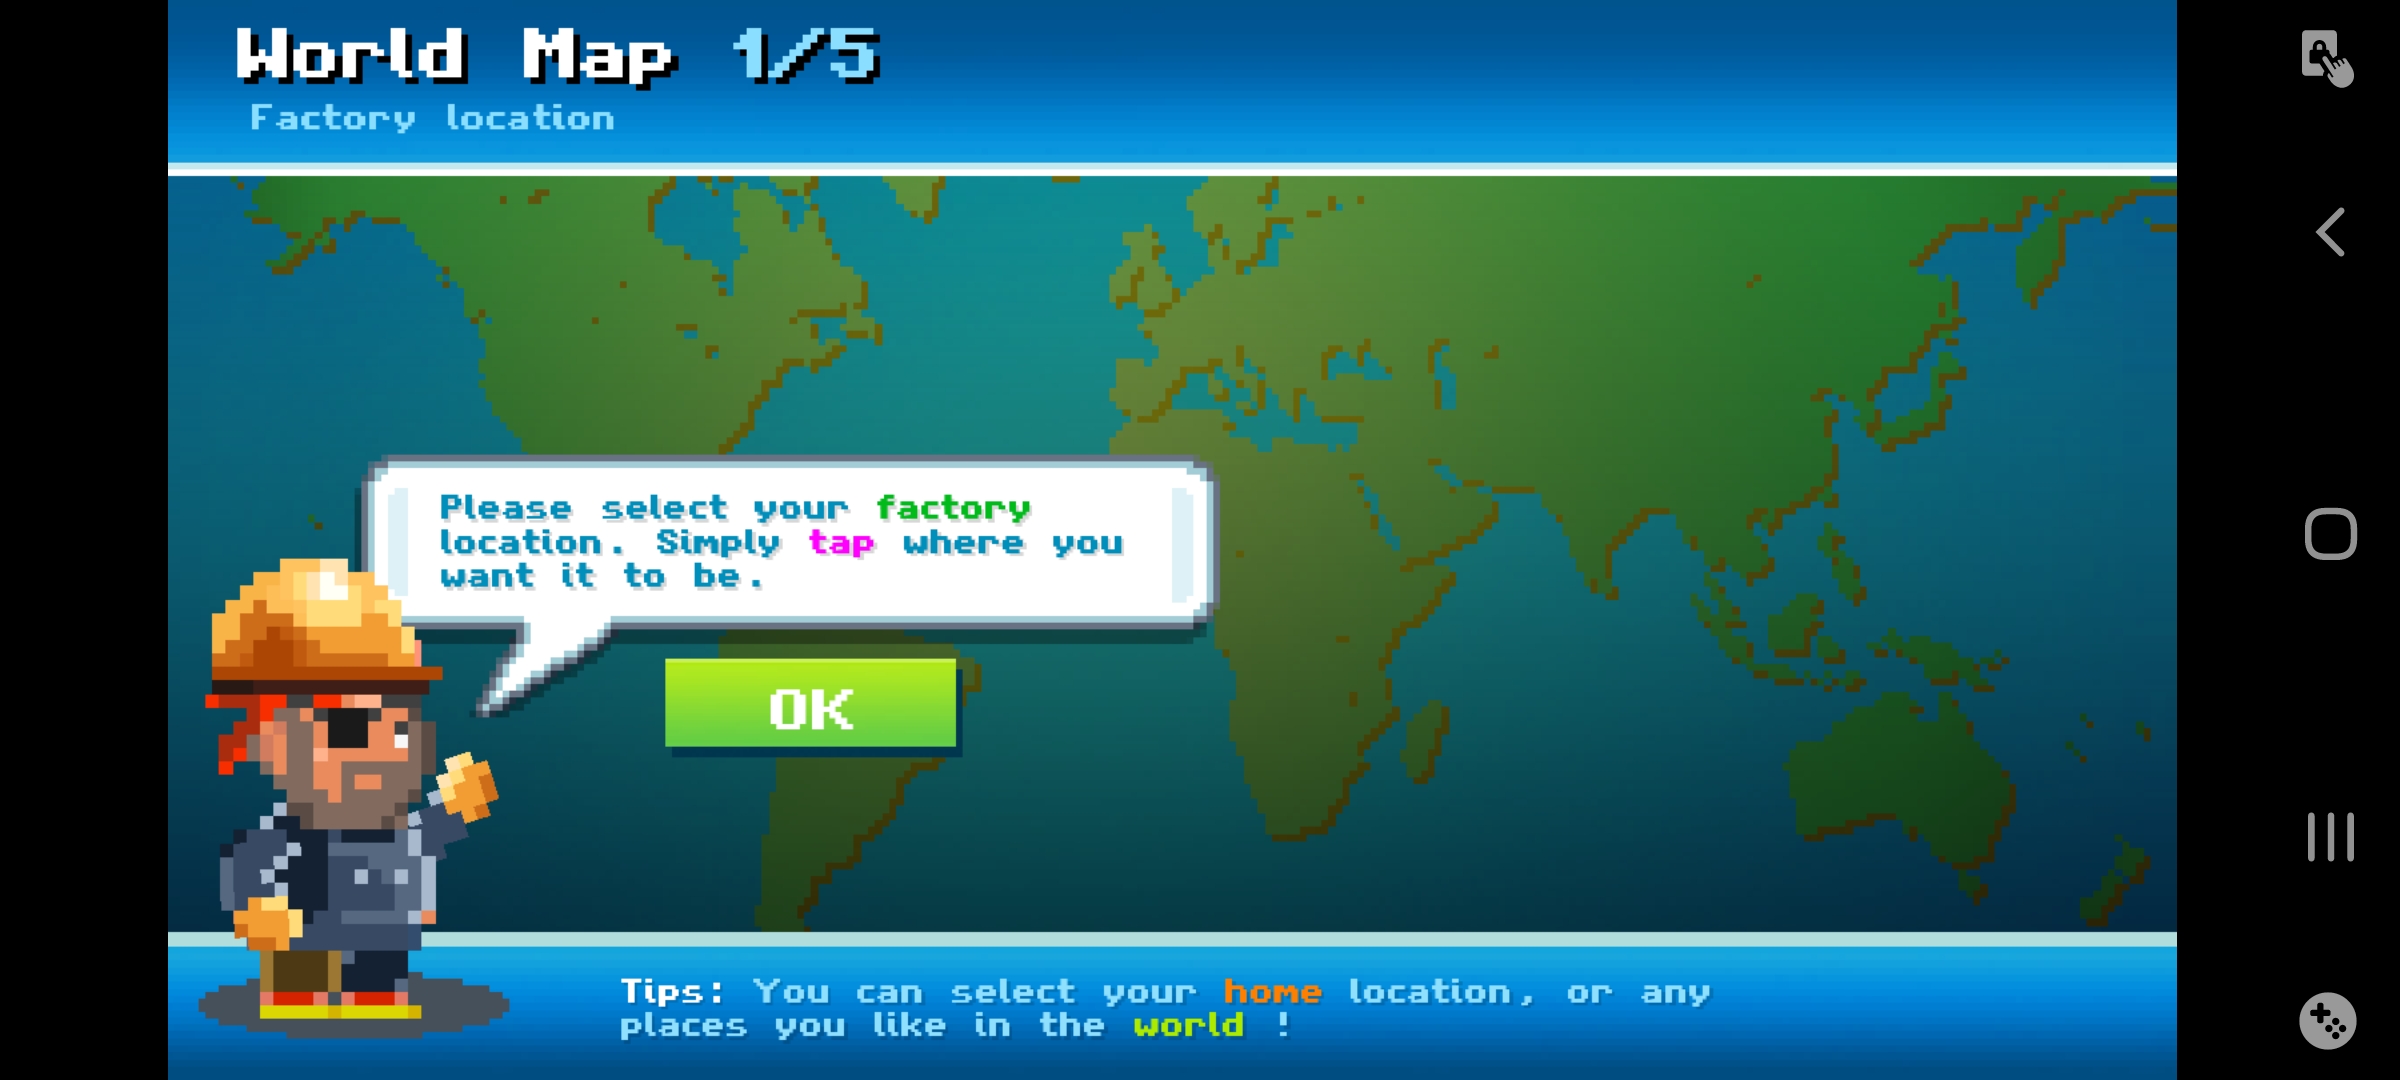 World Map 1/5
Factory location
Please select your factory
location. Simply tap where you
want it to be.
OK
Tips: You can select your home location, or any
places you like in the world !